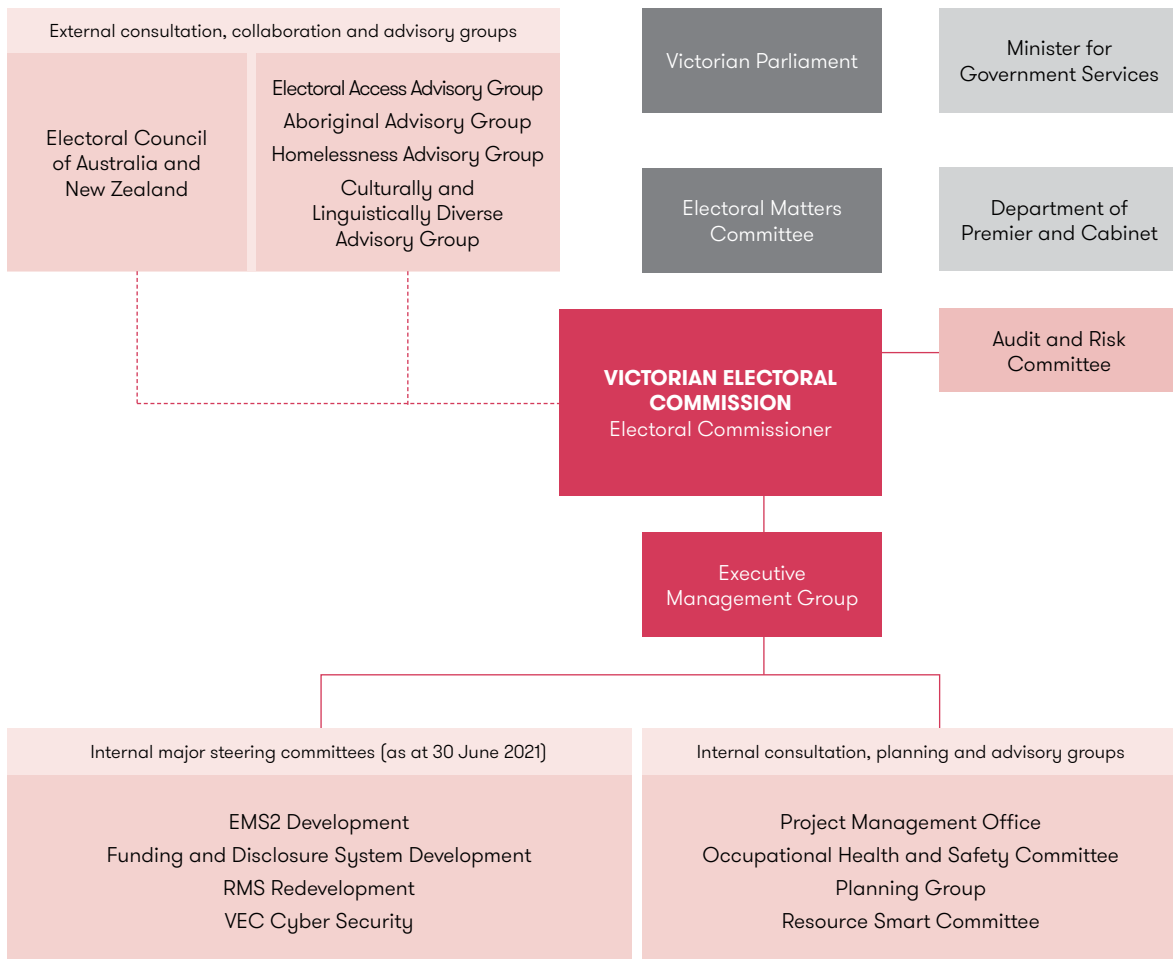 External consultation, collaboration and advisory groups
Electoral Council
of Australia and
New Zealand
Electoral Access Advisory Group
Aboriginal Advisory Group
Homelessness Advisory Group
Culturally and
Linguistically Diverse
Advisory Group
Victorian Parliament
Minister for
Government Services
Electoral Matters
Committee
Department of
Premier and Cabinet
VICTORIAN ELECTORAL
COMMISSION
Electoral Commissioner
Audit and Risk
Committee
Executive
Management Group
Internal major steering committees (as at 30 June 2021)
EMS2 Development
Funding and Disclosure System Development
RMS Redevelopment
VEC Cyber Security
Internal consultation, planning and advisory groups
Project Management Office
Occupational Health and Safety Committee
Planning Group
Resource Smart Committee